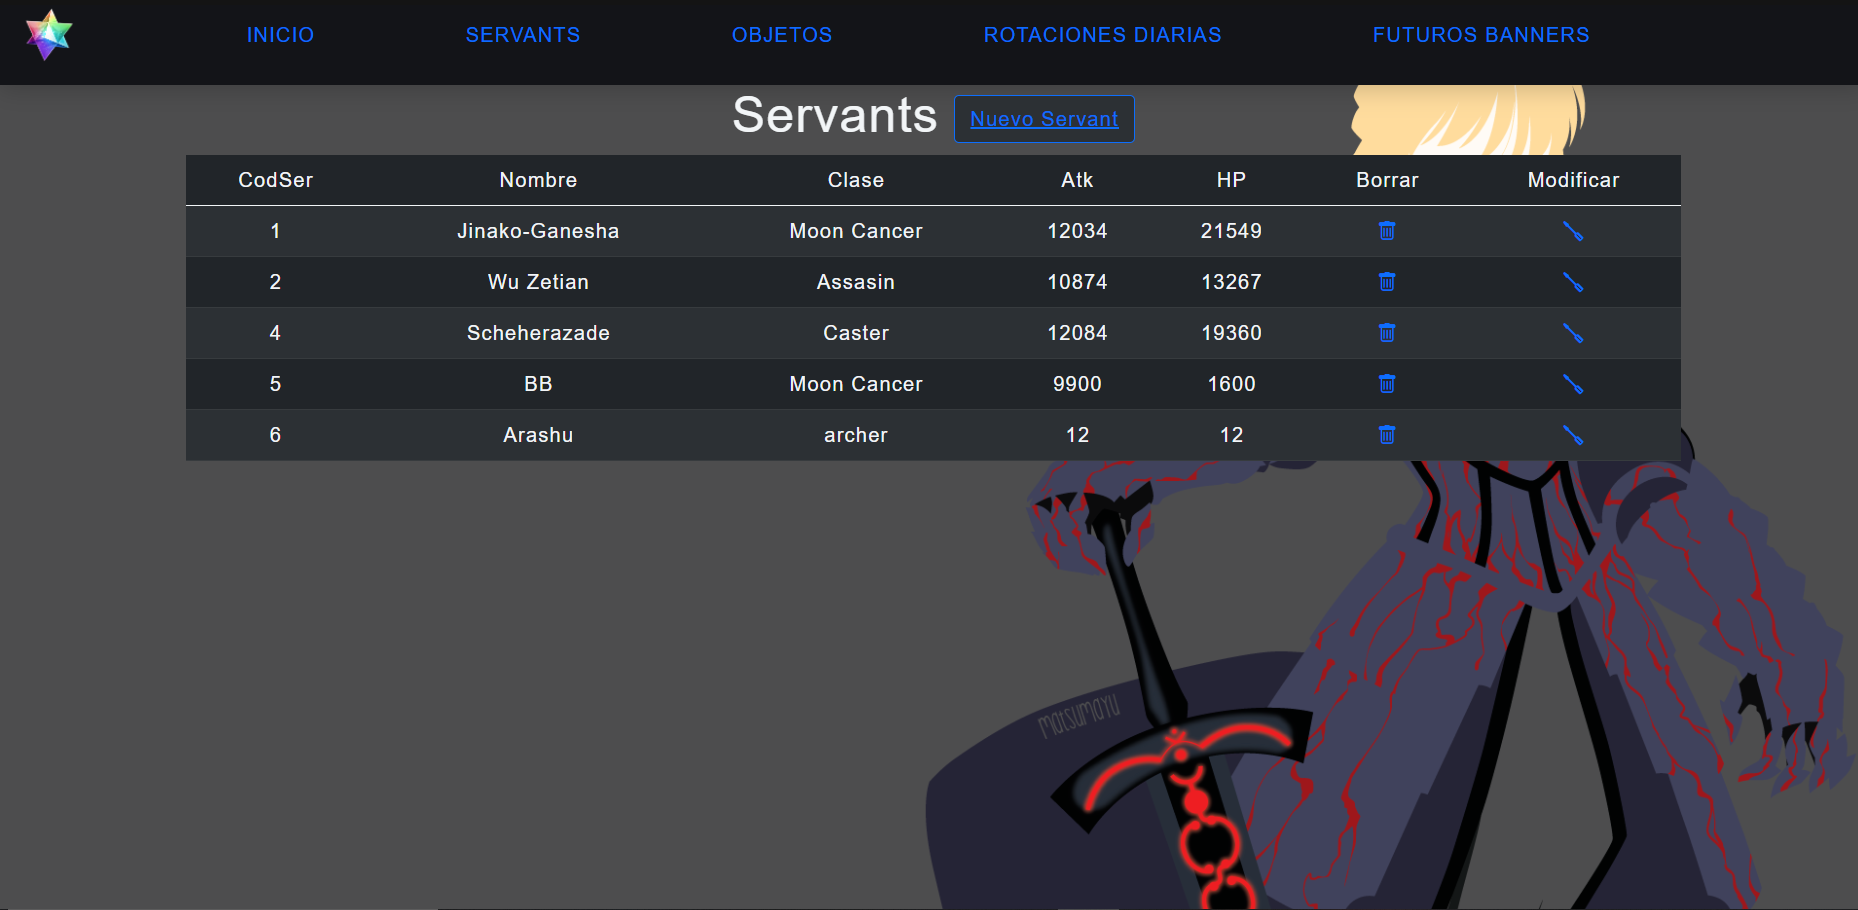 INICIO SERVANTS OBJETOS ROTACIONES DIARIAS FUTUROS BANNERS
Servants Nuevo Servant
CodSer Nombre Clase Atk HP Borrar Modificar
1 Jinako-Ganesha Moon Cancer 12034 21549
2 Wu Zetian Assasin 10874 13267
4 Scheherazade Caster 12084 19360
5 BB Moon Cancer 9900 1600
6 Arashu archer 12 12
matsumayu